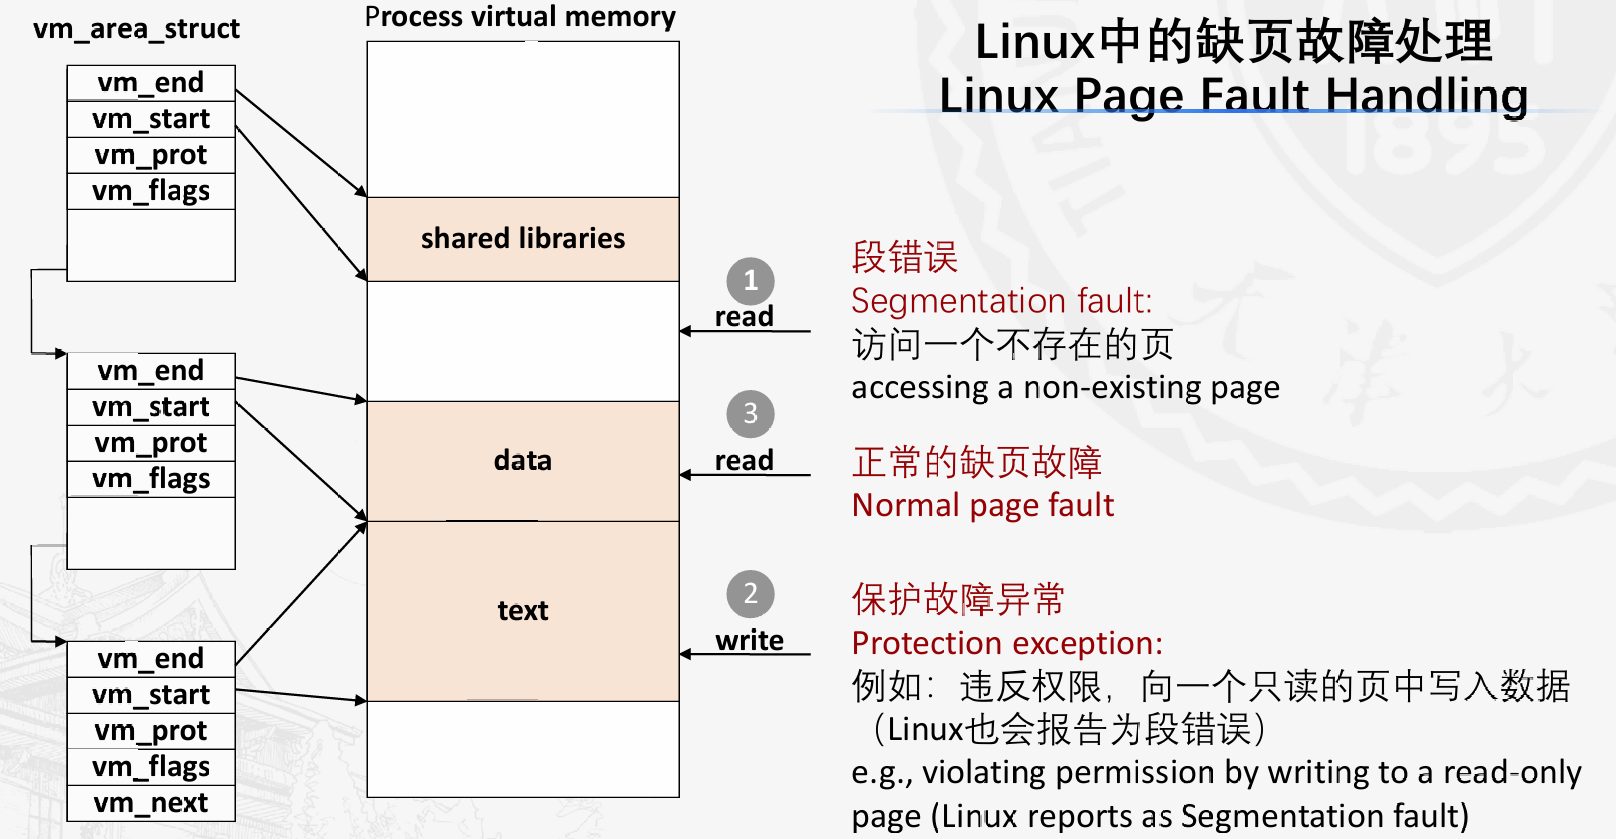 Linux中的缺页故障处理
Linux Page Fault Handling
vm_area_struct
Process virtual memory
vm_end
vm_start
vm_prot
vm_flags
vm_end
vm_start
vm_prot
vm_flags
vm_end
vm_start
vm_prot
vm_flags
vm_next
shared libraries
data
text
1
read
3
read
2
write
段错误
Segmentation fault:
访问一个不存在的页
accessing a non-existing page
正常的缺页故障
Normal page fault
保护故障异常
Protection exception:
例如：违反权限，向一个只读的页中写入数据
（Linux也会报告为段错误）
e.g., violating permission by writing to a read-only
page (Linux reports as Segmentation fault)
1895